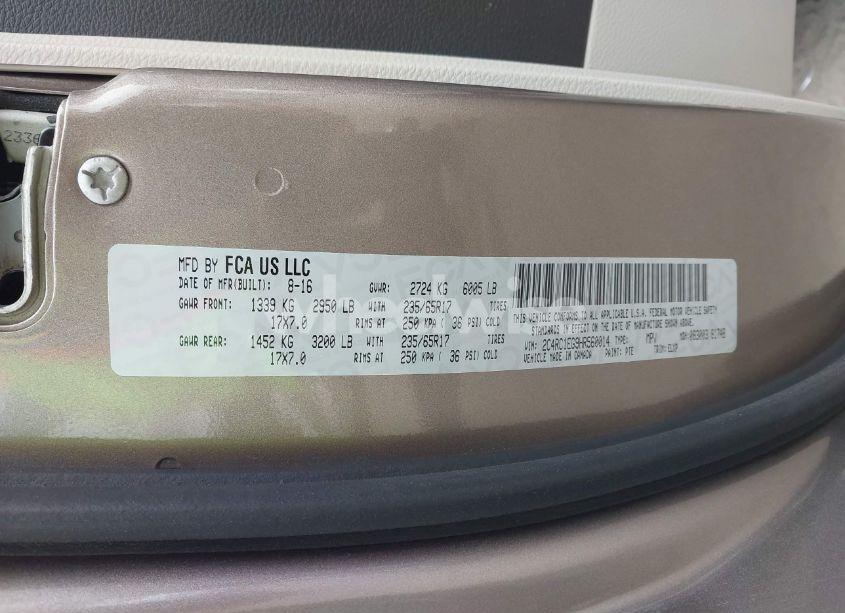 2336
MFD BY FCA US LLC
DATE OF MFR(BUILT): 8-16 GVWR: 2724 KG 6005 LB
GAWR FRONT: 1339 KG 2950 LB WITH 235/65R17 TIRES
17X7.0 RIMS AT 250 KPA ( 36 PSI) COLD
GAWR REAR: 1452 KG 3200 LB WITH 235/65R17 TIRES
17X7.0 RIMS AT 250 KPA ( 36 PSI) COLD
THIS VEHICLE CONFORMS TO ALL APPLICABLE U.S.A. FEDERAL MOTOR VEHICLE SAFETY
STANDARDS IN EFFECT ON THE DATE OF MANUFACTURE SHOWN ABOVE.
VIN: 2C4RC1EG9HR560014 TYPE: MPV MDH:
VEHICLE MADE IN CANADA PAINT: PTE TRIM: